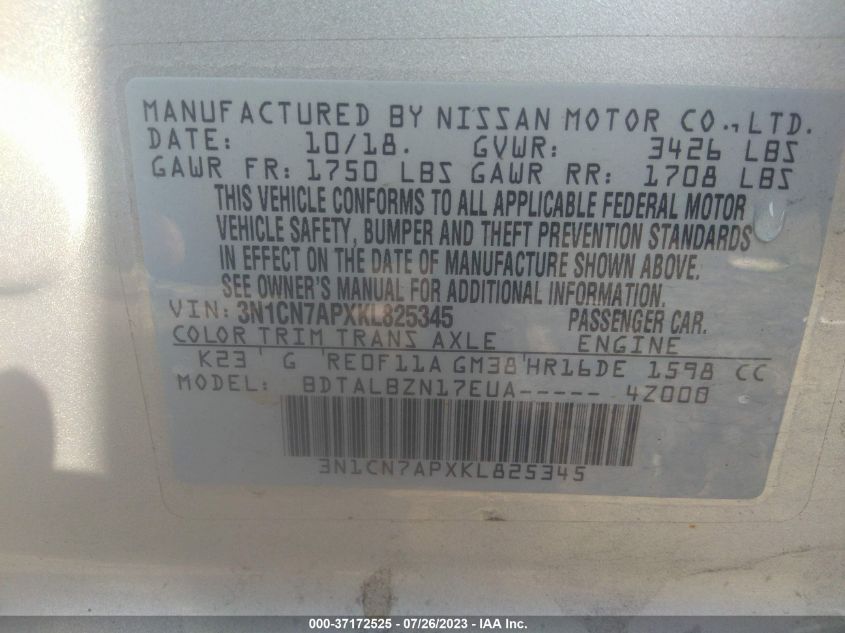 MANUFACTURED BY NISSAN MOTOR CO., LTD.
DATE: 10/18. GVWR: 3426 LBS
GAWR FR: 1750 LBS GAWR RR: 1708 LBS
THIS VEHICLE CONFORMS TO ALL APPLICABLE FEDERAL MOTOR
VEHICLE SAFETY, BUMPER AND THEFT PREVENTION STANDARDS
IN EFFECT ON THE DATE OF MANUFACTURE SHOWN ABOVE.
SEE OWNER'S MANUAL FOR ADDITIONAL INFORMATION.
VIN: 3N1CN7APXKL825345 PASSENGER CAR.
COLOR TRIM TRANS AXLE ENGINE
K23 G RE0F11A GM38 HR16DE 1598 CC
MODEL: BDTALBZN17EUA----- 4Z000
3N1CN7APXKL825345
000-37172525 - 07/26/2023 - IAA Inc.